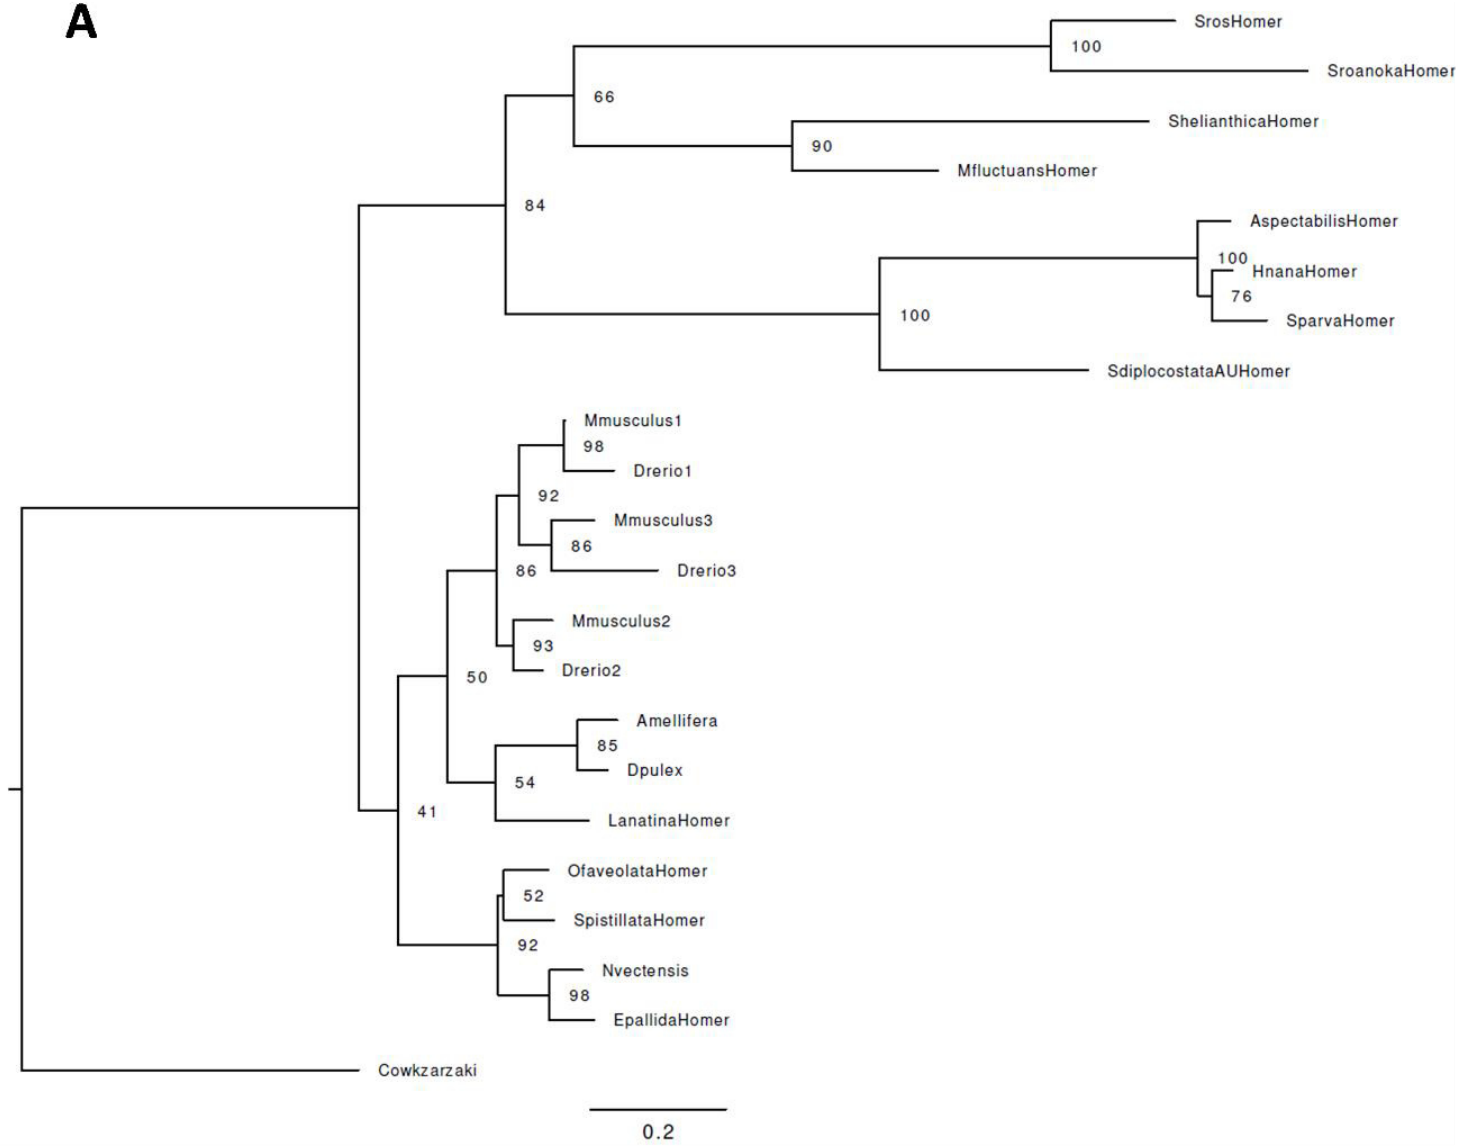 A
SrosHomer
100
SroanokaHomer
66
ShelianthicaHomer
90
MfluctuansHomer
84
AspectabilisHomer
100
HnanaHomer
76
SparvaHomer
100
SdiplocostataAUHomer
Mmusculus1
98
Drerio1
92
Mmusculus3
86
Drerio3
86
Mmusculus2
93
Drerio2
50
Amellifera
85
Dpulex
54
LanatinaHomer
41
OfaveolataHomer
52
SpistillataHomer
92
Nvectensis
98
EpallidaHomer
Cowkzarzaki
0.2